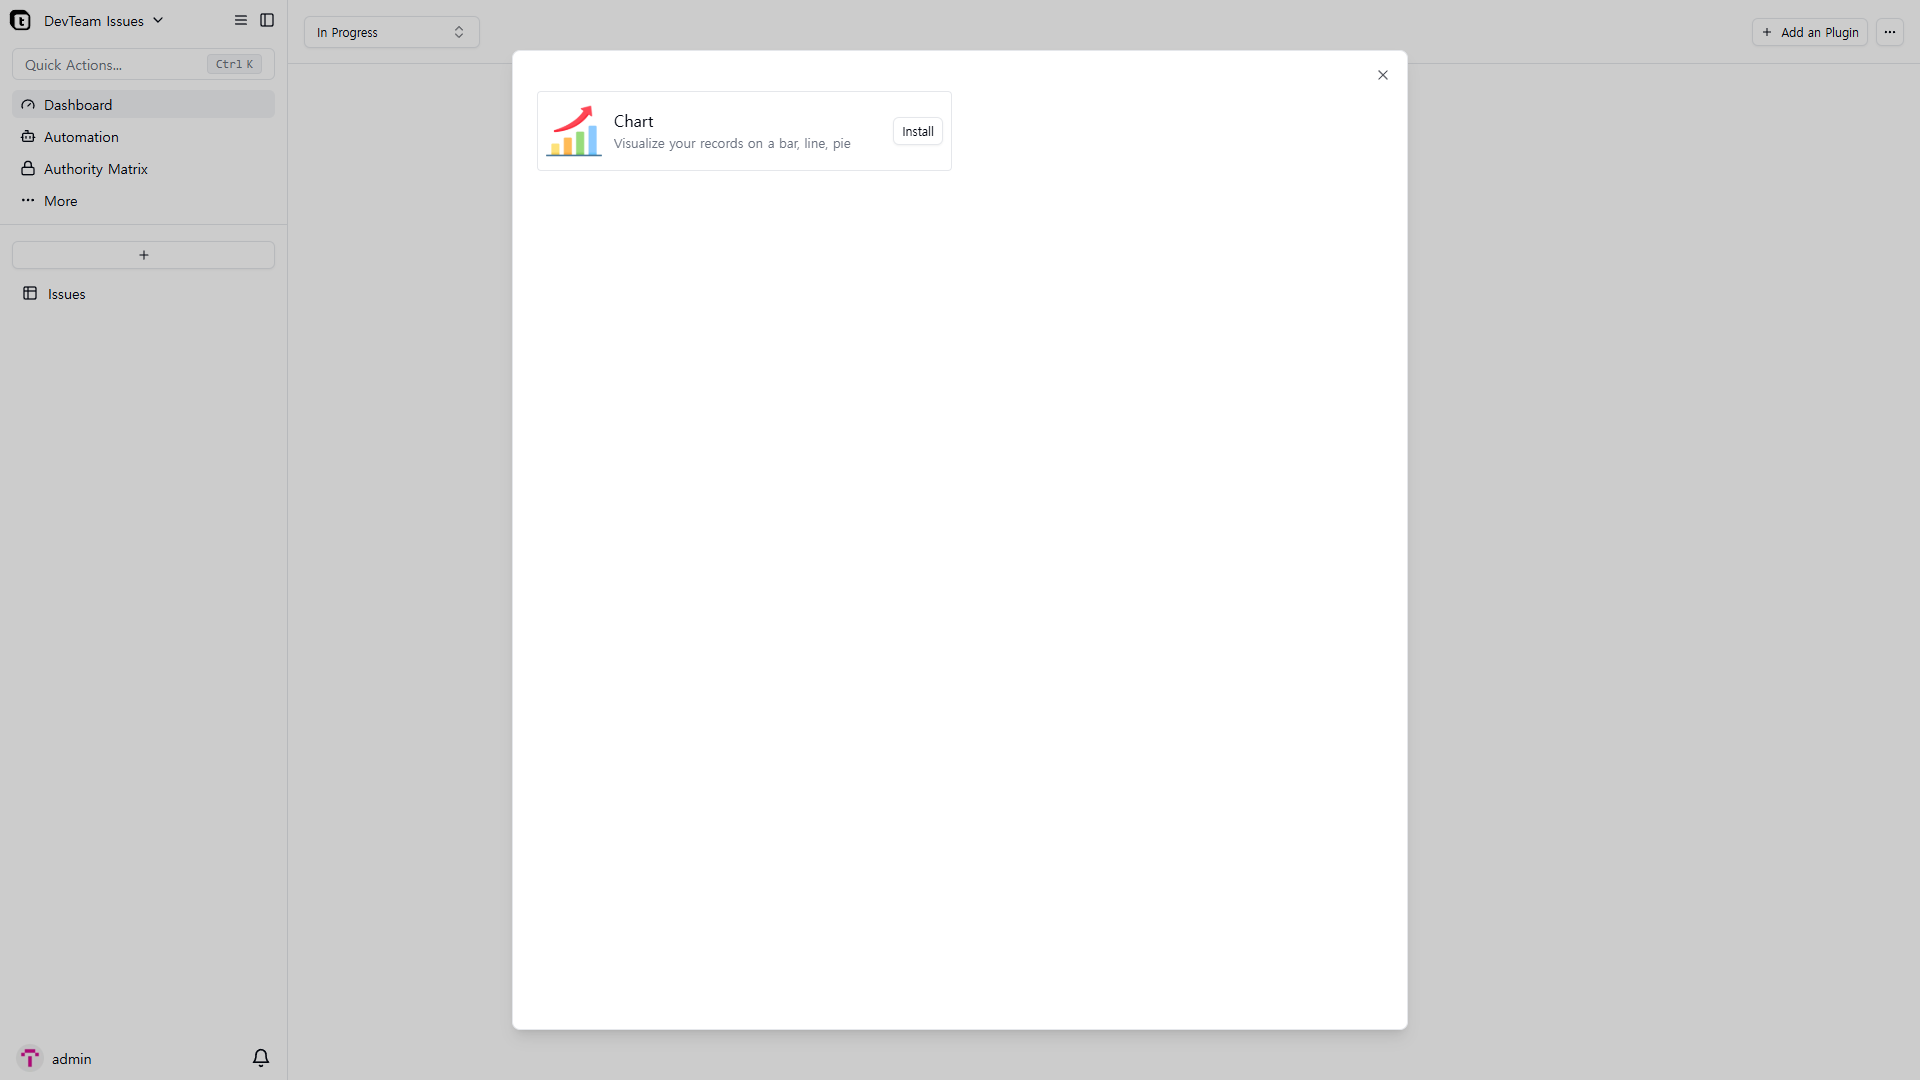 DevTeam Issues
Quick Actions...
Ctrl K
Dashboard
Automation
Authority Matrix
More
Issues
admin
In Progress
Add an Plugin
Chart
Visualize your records on a bar, line, pie
Install